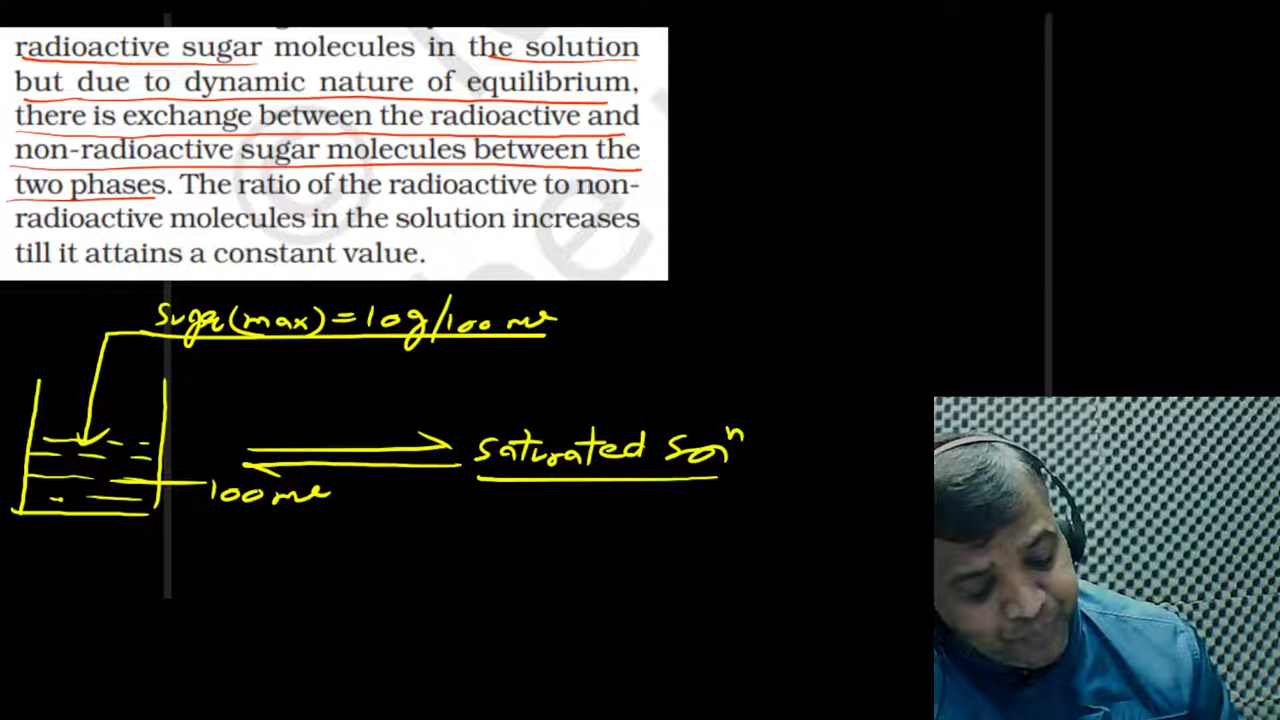 radioactive sugar molecules in the solution
but due to dynamic nature of equilibrium,
there is exchange between the radioactive and
non-radioactive sugar molecules between the
two phases. The ratio of the radioactive to non-
radioactive molecules in the solution increases
till it attains a constant value.
Sugar(max) = 10g/100 ml
saturated Solⁿ
100 ml